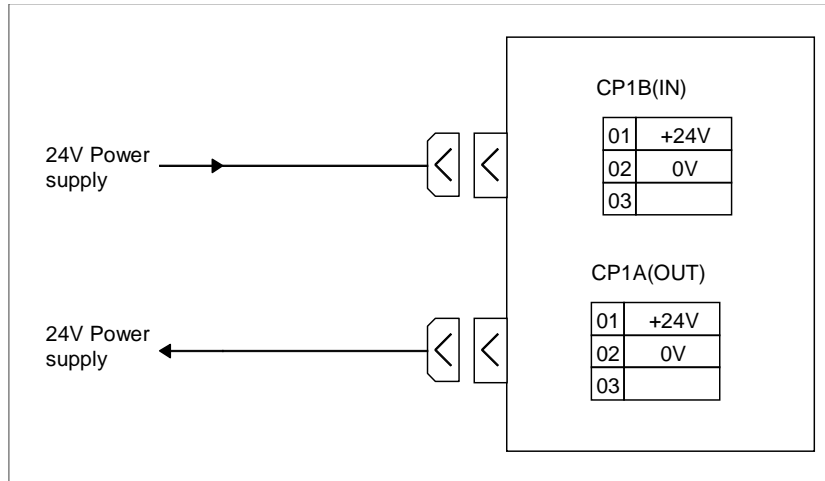 CP1B(IN)
01 +24V
02 0V
03
24V Power
supply
CP1A(OUT)
01 +24V
02 0V
03
24V Power
supply